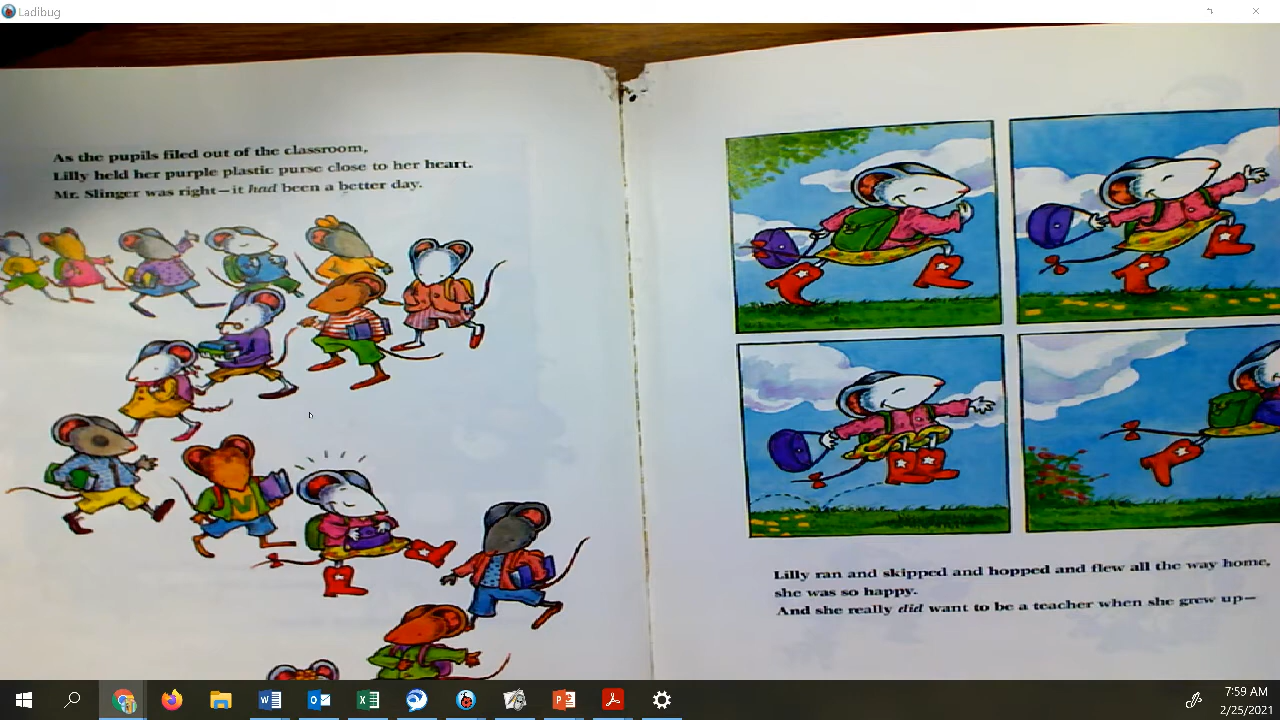 Ladibug
As the pupils filed out of the classroom,
Lilly held her purple plastic purse close to her heart.
Mr. Slinger was right—it had been a better day.
Lilly ran and skipped and hopped and flew all the way home,
she was so happy.
And she really did want to be a teacher when she grew up—
7:59 AM
2/25/2021